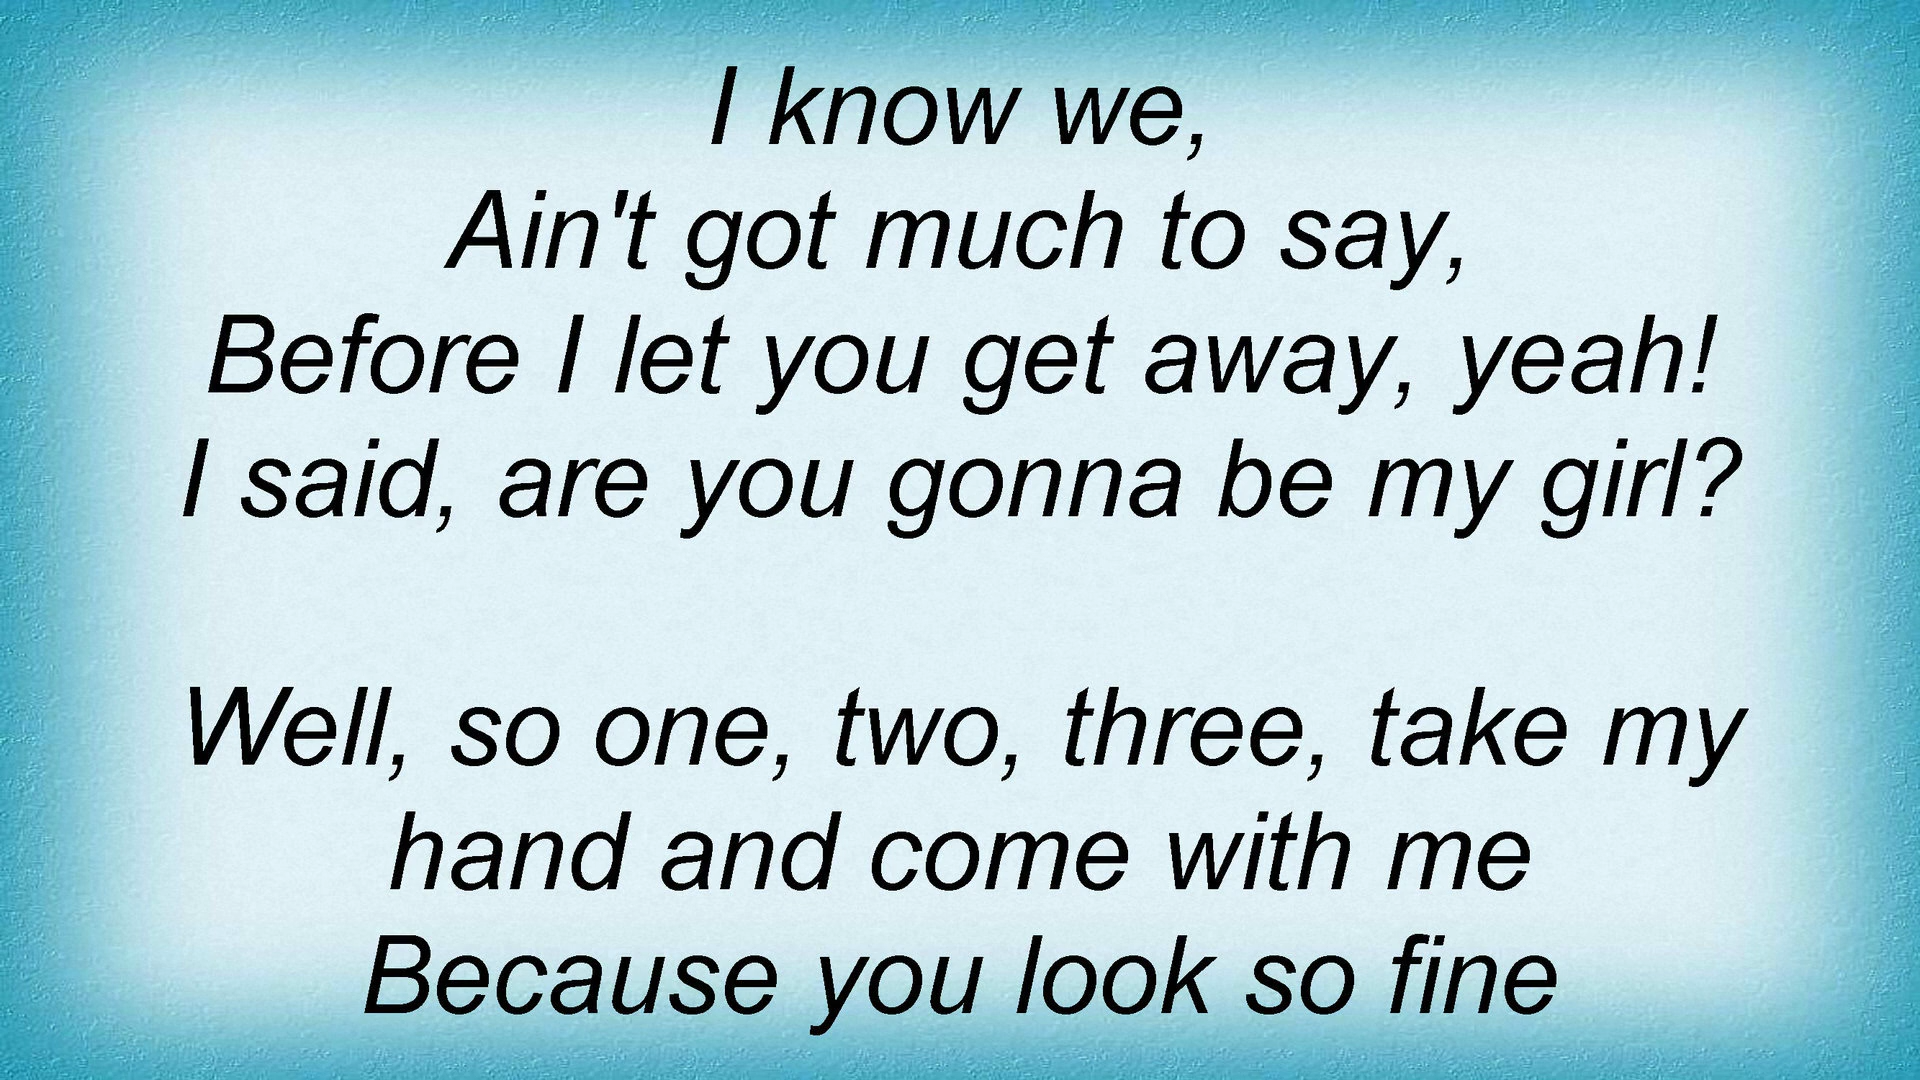 I know we,
Ain't got much to say,
Before I let you get away, yeah!
I said, are you gonna be my girl?
Well, so one, two, three, take my
hand and come with me
Because you look so fine